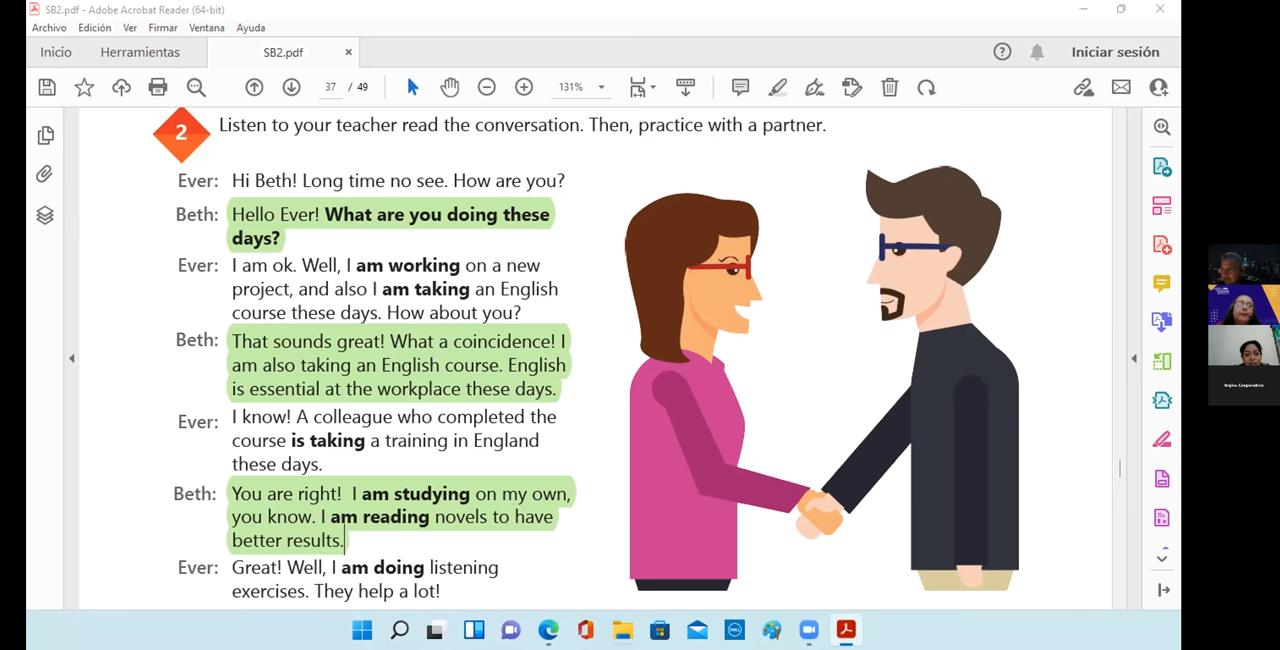 SB2.pdf - Adobe Acrobat Reader (64-bit)
Archivo Edición Ver Firmar Ventana Ayuda
Inicio Herramientas SB2.pdf × Iniciar sesión
37 / 49 131%
2 Listen to your teacher read the conversation. Then, practice with a partner.
Ever: Hi Beth! Long time no see. How are you?
Beth: Hello Ever! What are you doing these
days?
Ever: I am ok. Well, I am working on a new
project, and also I am taking an English
course these days. How about you?
Beth: That sounds great! What a coincidence! I
am also taking an English course. English
is essential at the workplace these days.
Ever: I know! A colleague who completed the
course is taking a training in England
these days.
Beth: You are right! I am studying on my own,
you know. I am reading novels to have
better results.
Ever: Great! Well, I am doing listening
exercises. They help a lot!
Ingles Corporativo
DELL